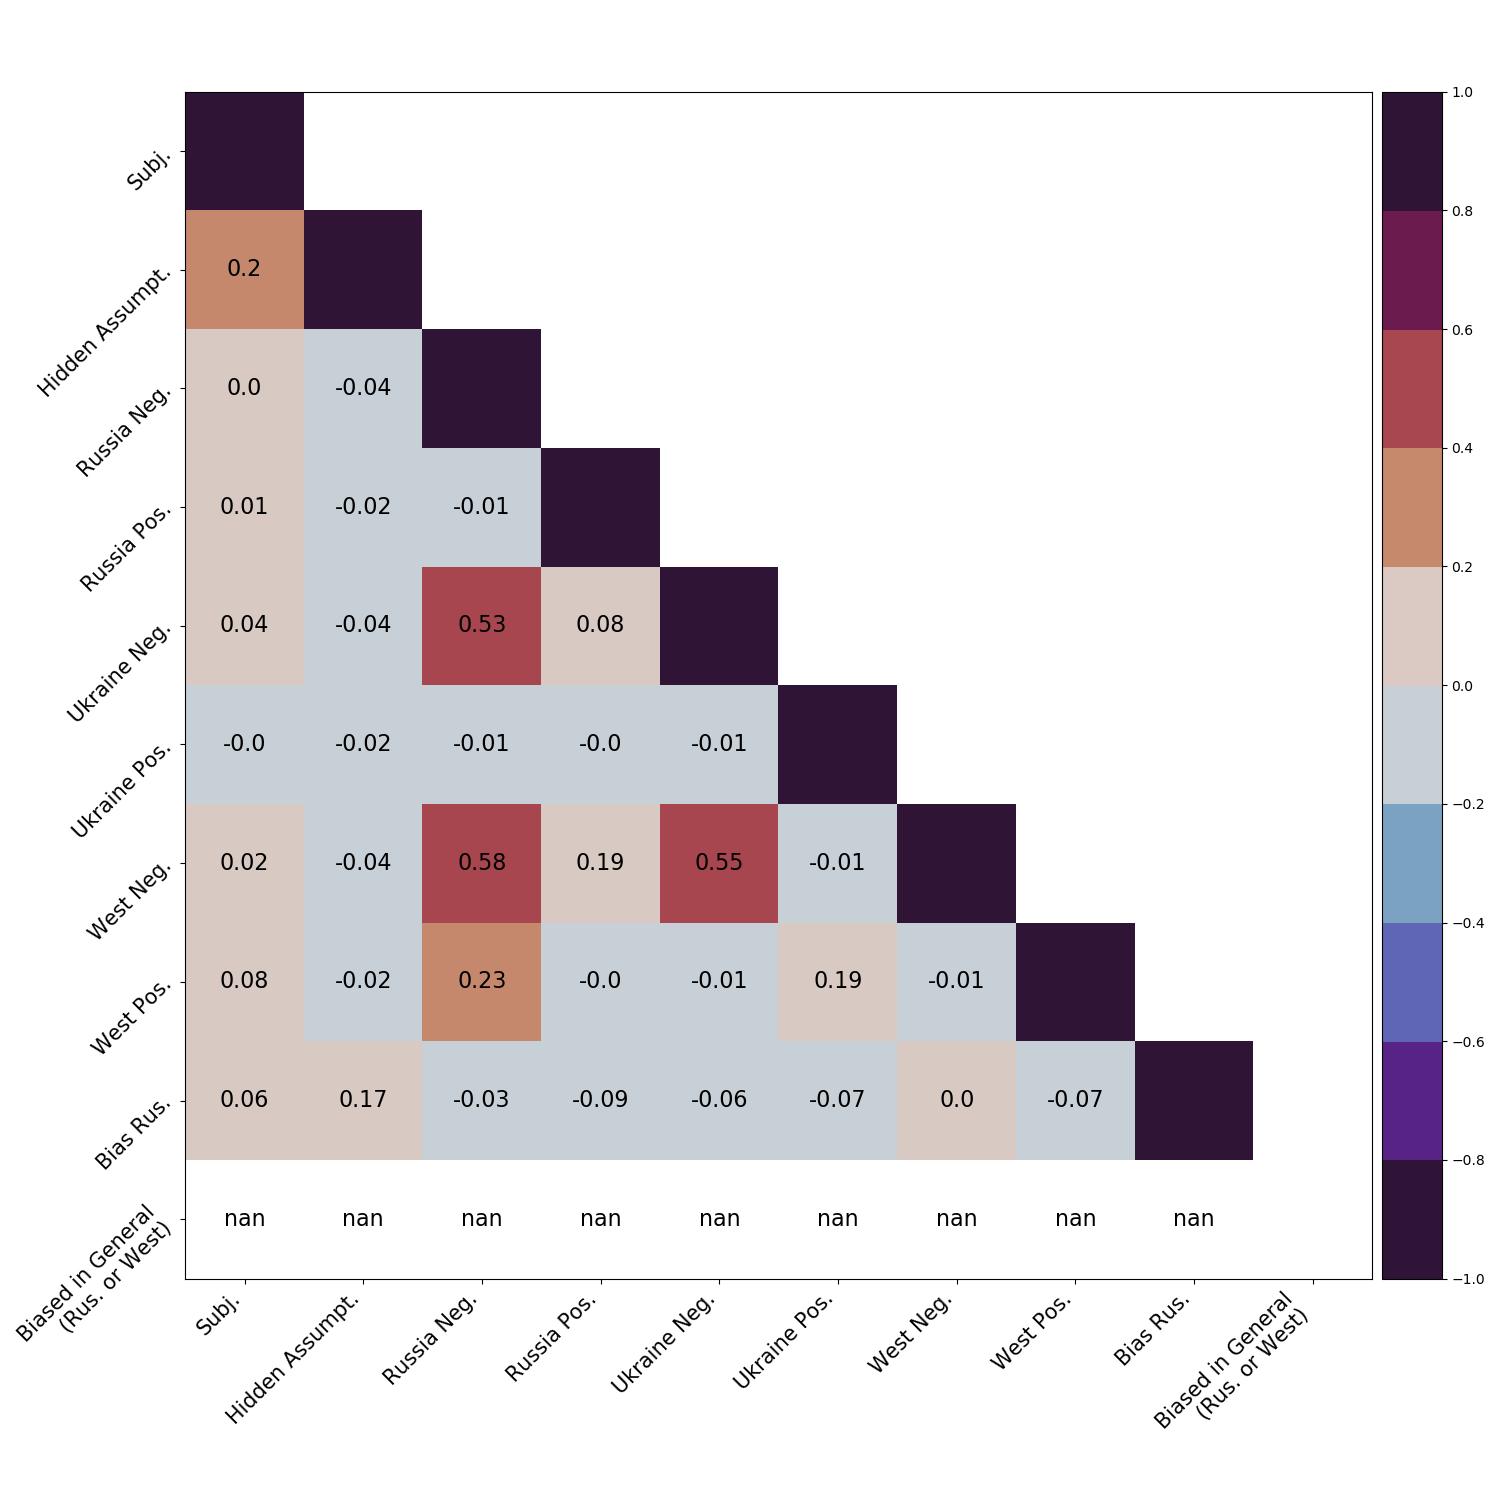 1.0
Subj.
0.8
Hidden Assumpt.
0.2
0.6
Russia Neg.
0.0 -0.04
0.4
Russia Pos.
0.01 -0.02 -0.01
0.2
Ukraine Neg.
0.04 -0.04 0.53 0.08
0.0
Ukraine Pos.
-0.0 -0.02 -0.01 -0.0 -0.01
−0.2
West Neg.
0.02 -0.04 0.58 0.19 0.55 -0.01
−0.4
West Pos.
0.08 -0.02 0.23 -0.0 -0.01 0.19 -0.01
−0.6
Bias Rus.
0.06 0.17 -0.03 -0.09 -0.06 -0.07 0.0 -0.07
−0.8
Biased in General
(Rus. or West)
nan nan nan nan nan nan nan nan nan
−1.0
Subj.
Hidden Assumpt.
Russia Neg.
Russia Pos.
Ukraine Neg.
Ukraine Pos.
West Neg.
West Pos.
Bias Rus.
Biased in General
(Rus. or West)